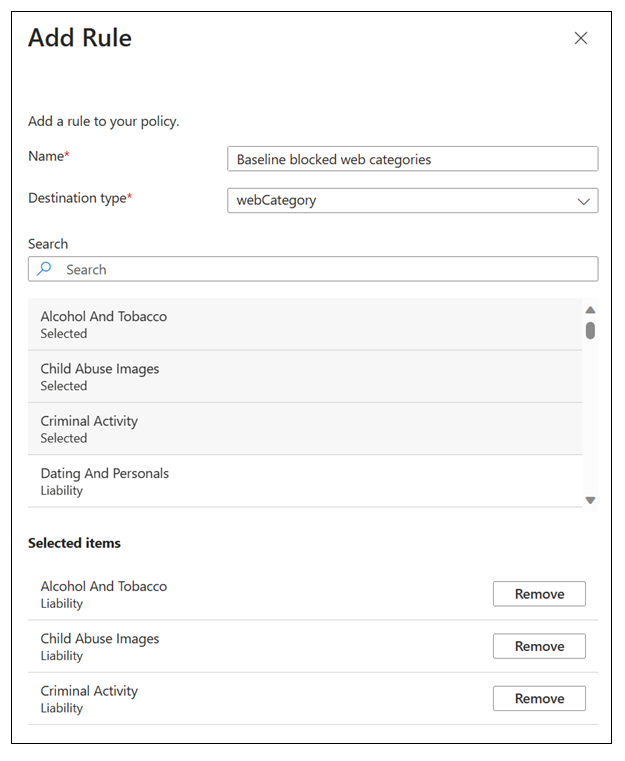 Add Rule
Add a rule to your policy.
Name*
Baseline blocked web categories
Destination type*
webCategory
Search
Search
Alcohol And Tobacco
Selected
Child Abuse Images
Selected
Criminal Activity
Selected
Dating And Personals
Liability
Selected items
Alcohol And Tobacco
Liability
Remove
Child Abuse Images
Liability
Remove
Criminal Activity
Liability
Remove